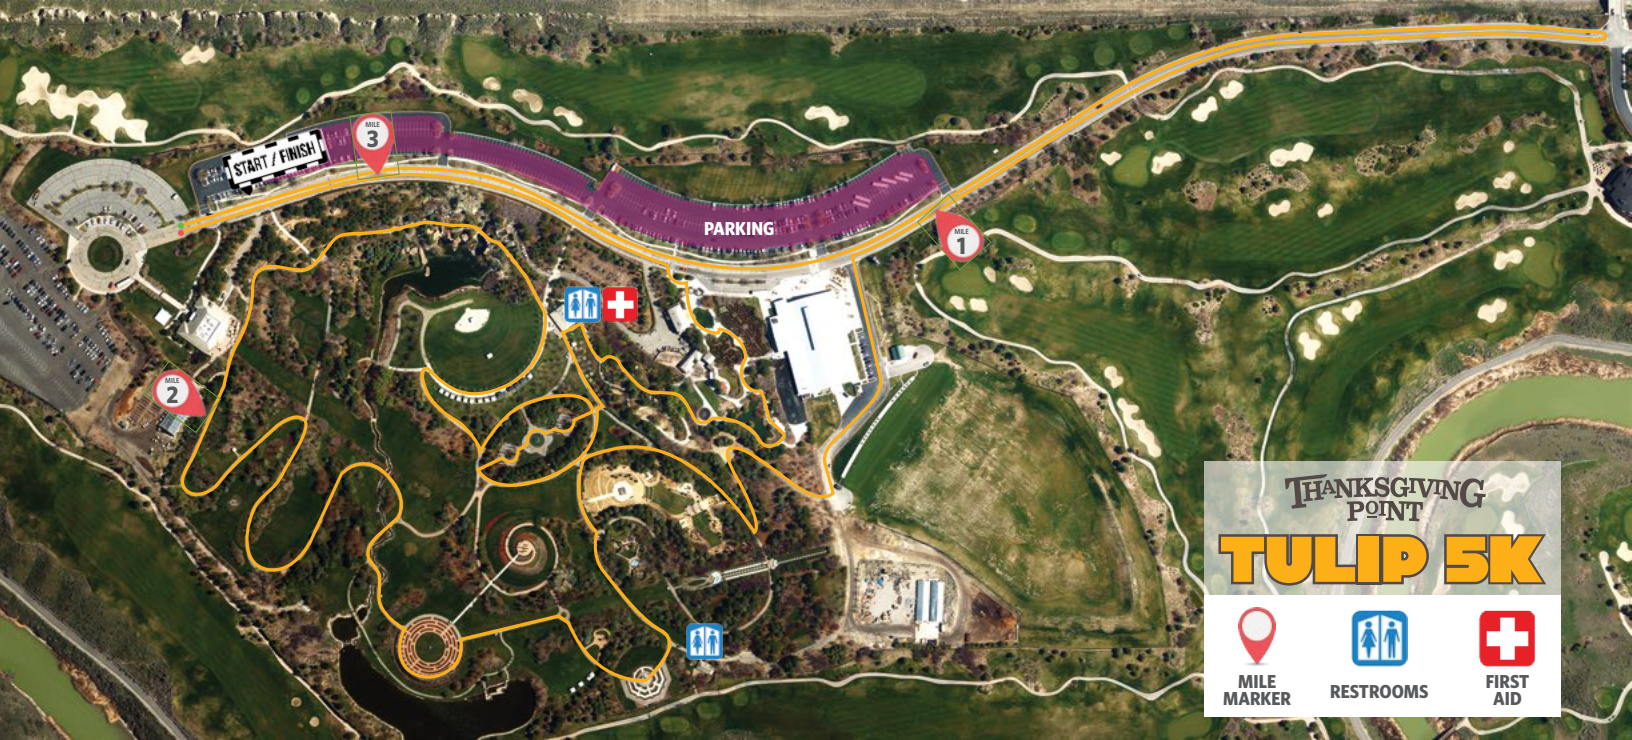 START / FINISH
MILE
3
PARKING
MILE
1
MILE
2
THANKSGIVING
POINT
TULIP 5K
MILE
MARKER
RESTROOMS
FIRST
AID